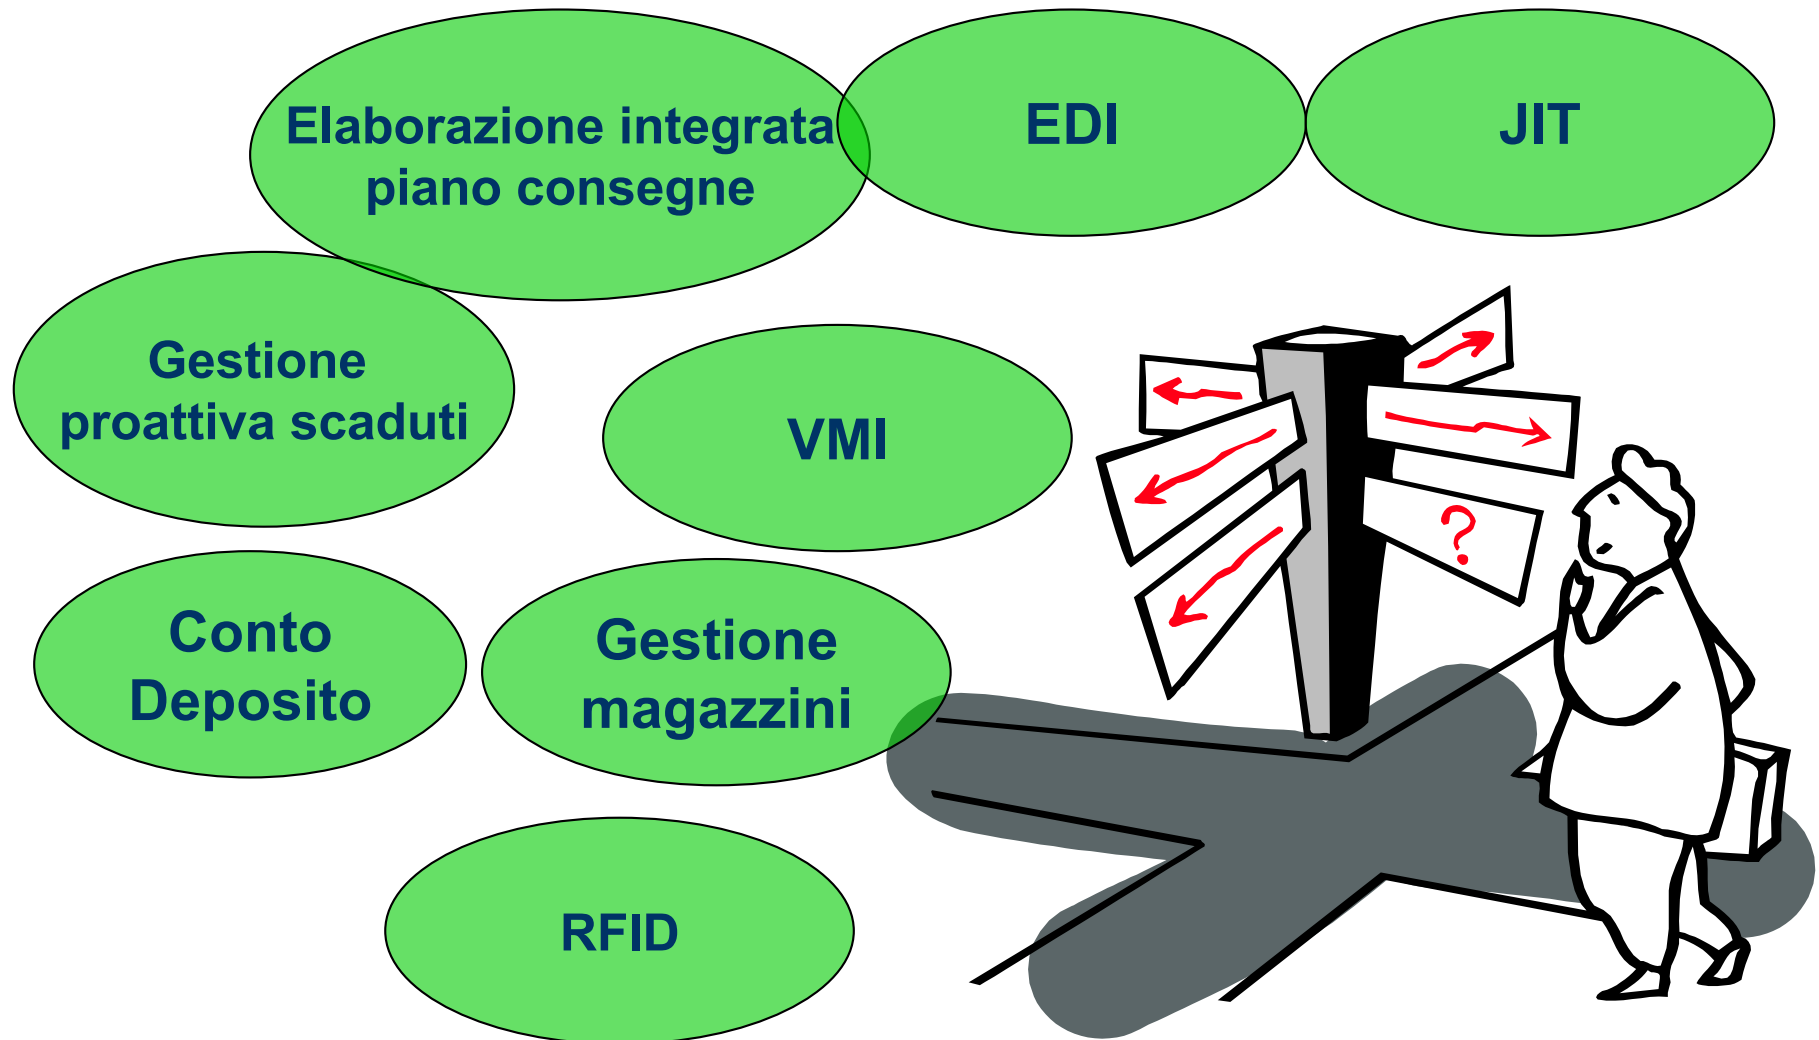 Elaborazione integrata
piano consegne
EDI
JIT
Gestione
proattiva scaduti
VMI
?
Conto
Deposito
Gestione
magazzini
RFID